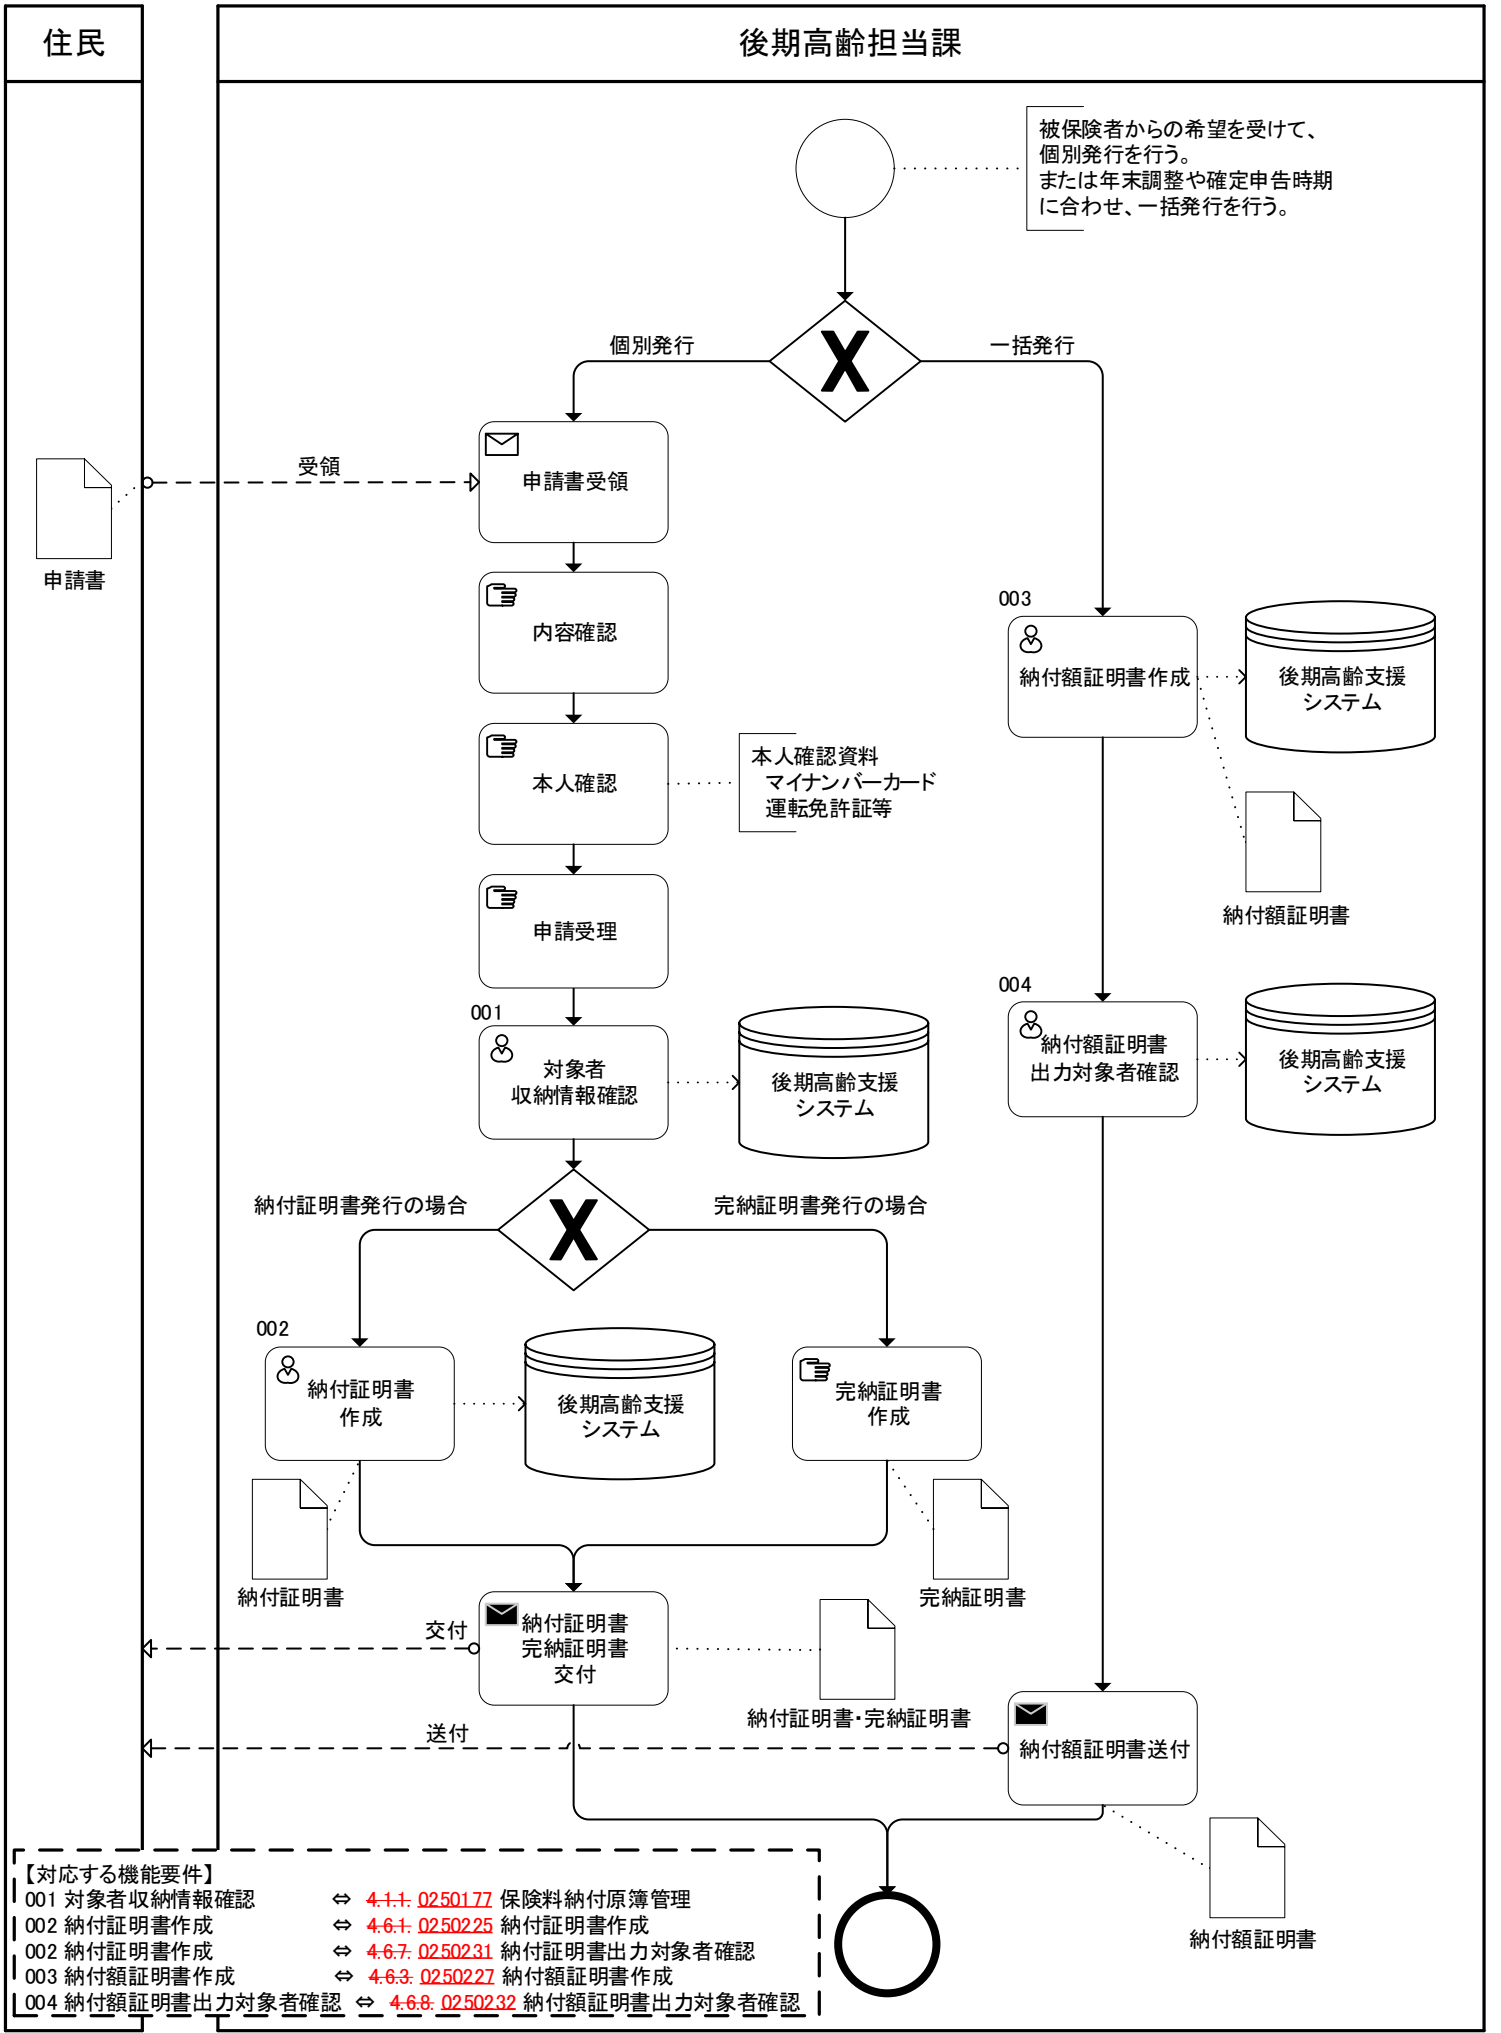 住民
後期高齢担当課
被保険者からの希望を受けて、
個別発行を行う。
または年末調整や確定申告時期
に合わせ、一括発行を行う。
個別発行
一括発行
X
受領
申請書受領
申請書
内容確認
003
納付額証明書作成
後期高齢支援
システム
本人確認
本人確認資料
マイナンバーカード
運転免許証等
納付額証明書
申請受理
004
納付額証明書
出力対象者確認
後期高齢支援
システム
001
対象者
収納情報確認
後期高齢支援
システム
納付証明書発行の場合
完納証明書発行の場合
X
002
納付証明書
作成
後期高齢支援
システム
完納証明書
作成
納付証明書
完納証明書
交付
納付証明書
完納証明書
交付
納付証明書・完納証明書
送付
納付額証明書送付
納付額証明書
【対応する機能要件】
001 対象者収納情報確認 ⇔ 4.1.1. 0250177 保険料納付原簿管理
002 納付証明書作成 ⇔ 4.6.1. 0250225 納付証明書作成
002 納付証明書作成 ⇔ 4.6.7. 0250231 納付証明書出力対象者確認
003 納付額証明書作成 ⇔ 4.6.3. 0250227 納付額証明書作成
004 納付額証明書出力対象者確認 ⇔ 4.6.8. 0250232 納付額証明書出力対象者確認